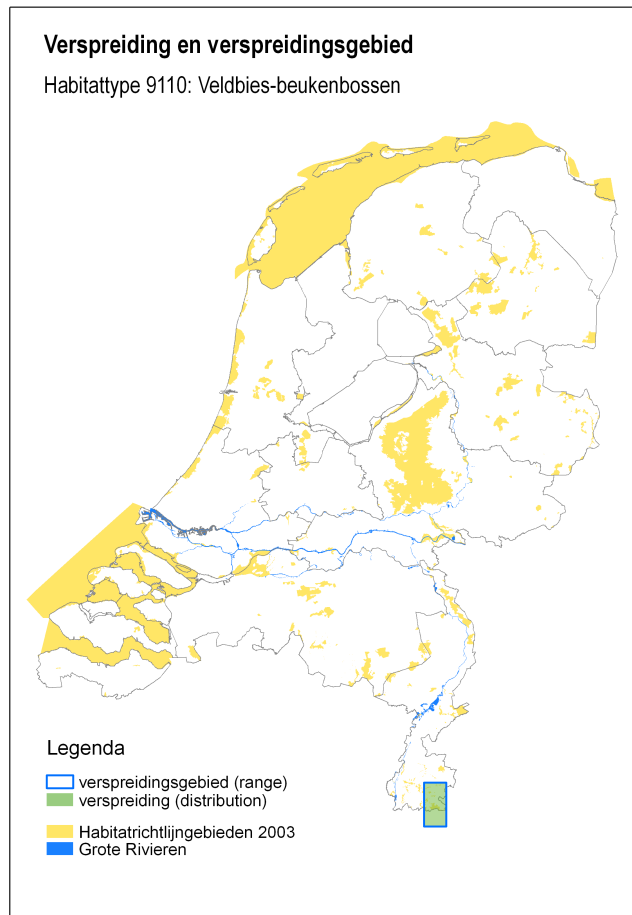 Verspreiding en verspreidingsgebied
Habitattype 9110: Veldbies-beukenbossen
Legenda
verspreidingsgebied (range)
verspreiding (distribution)
Habitatrichtlijngebieden 2003
Grote Rivieren